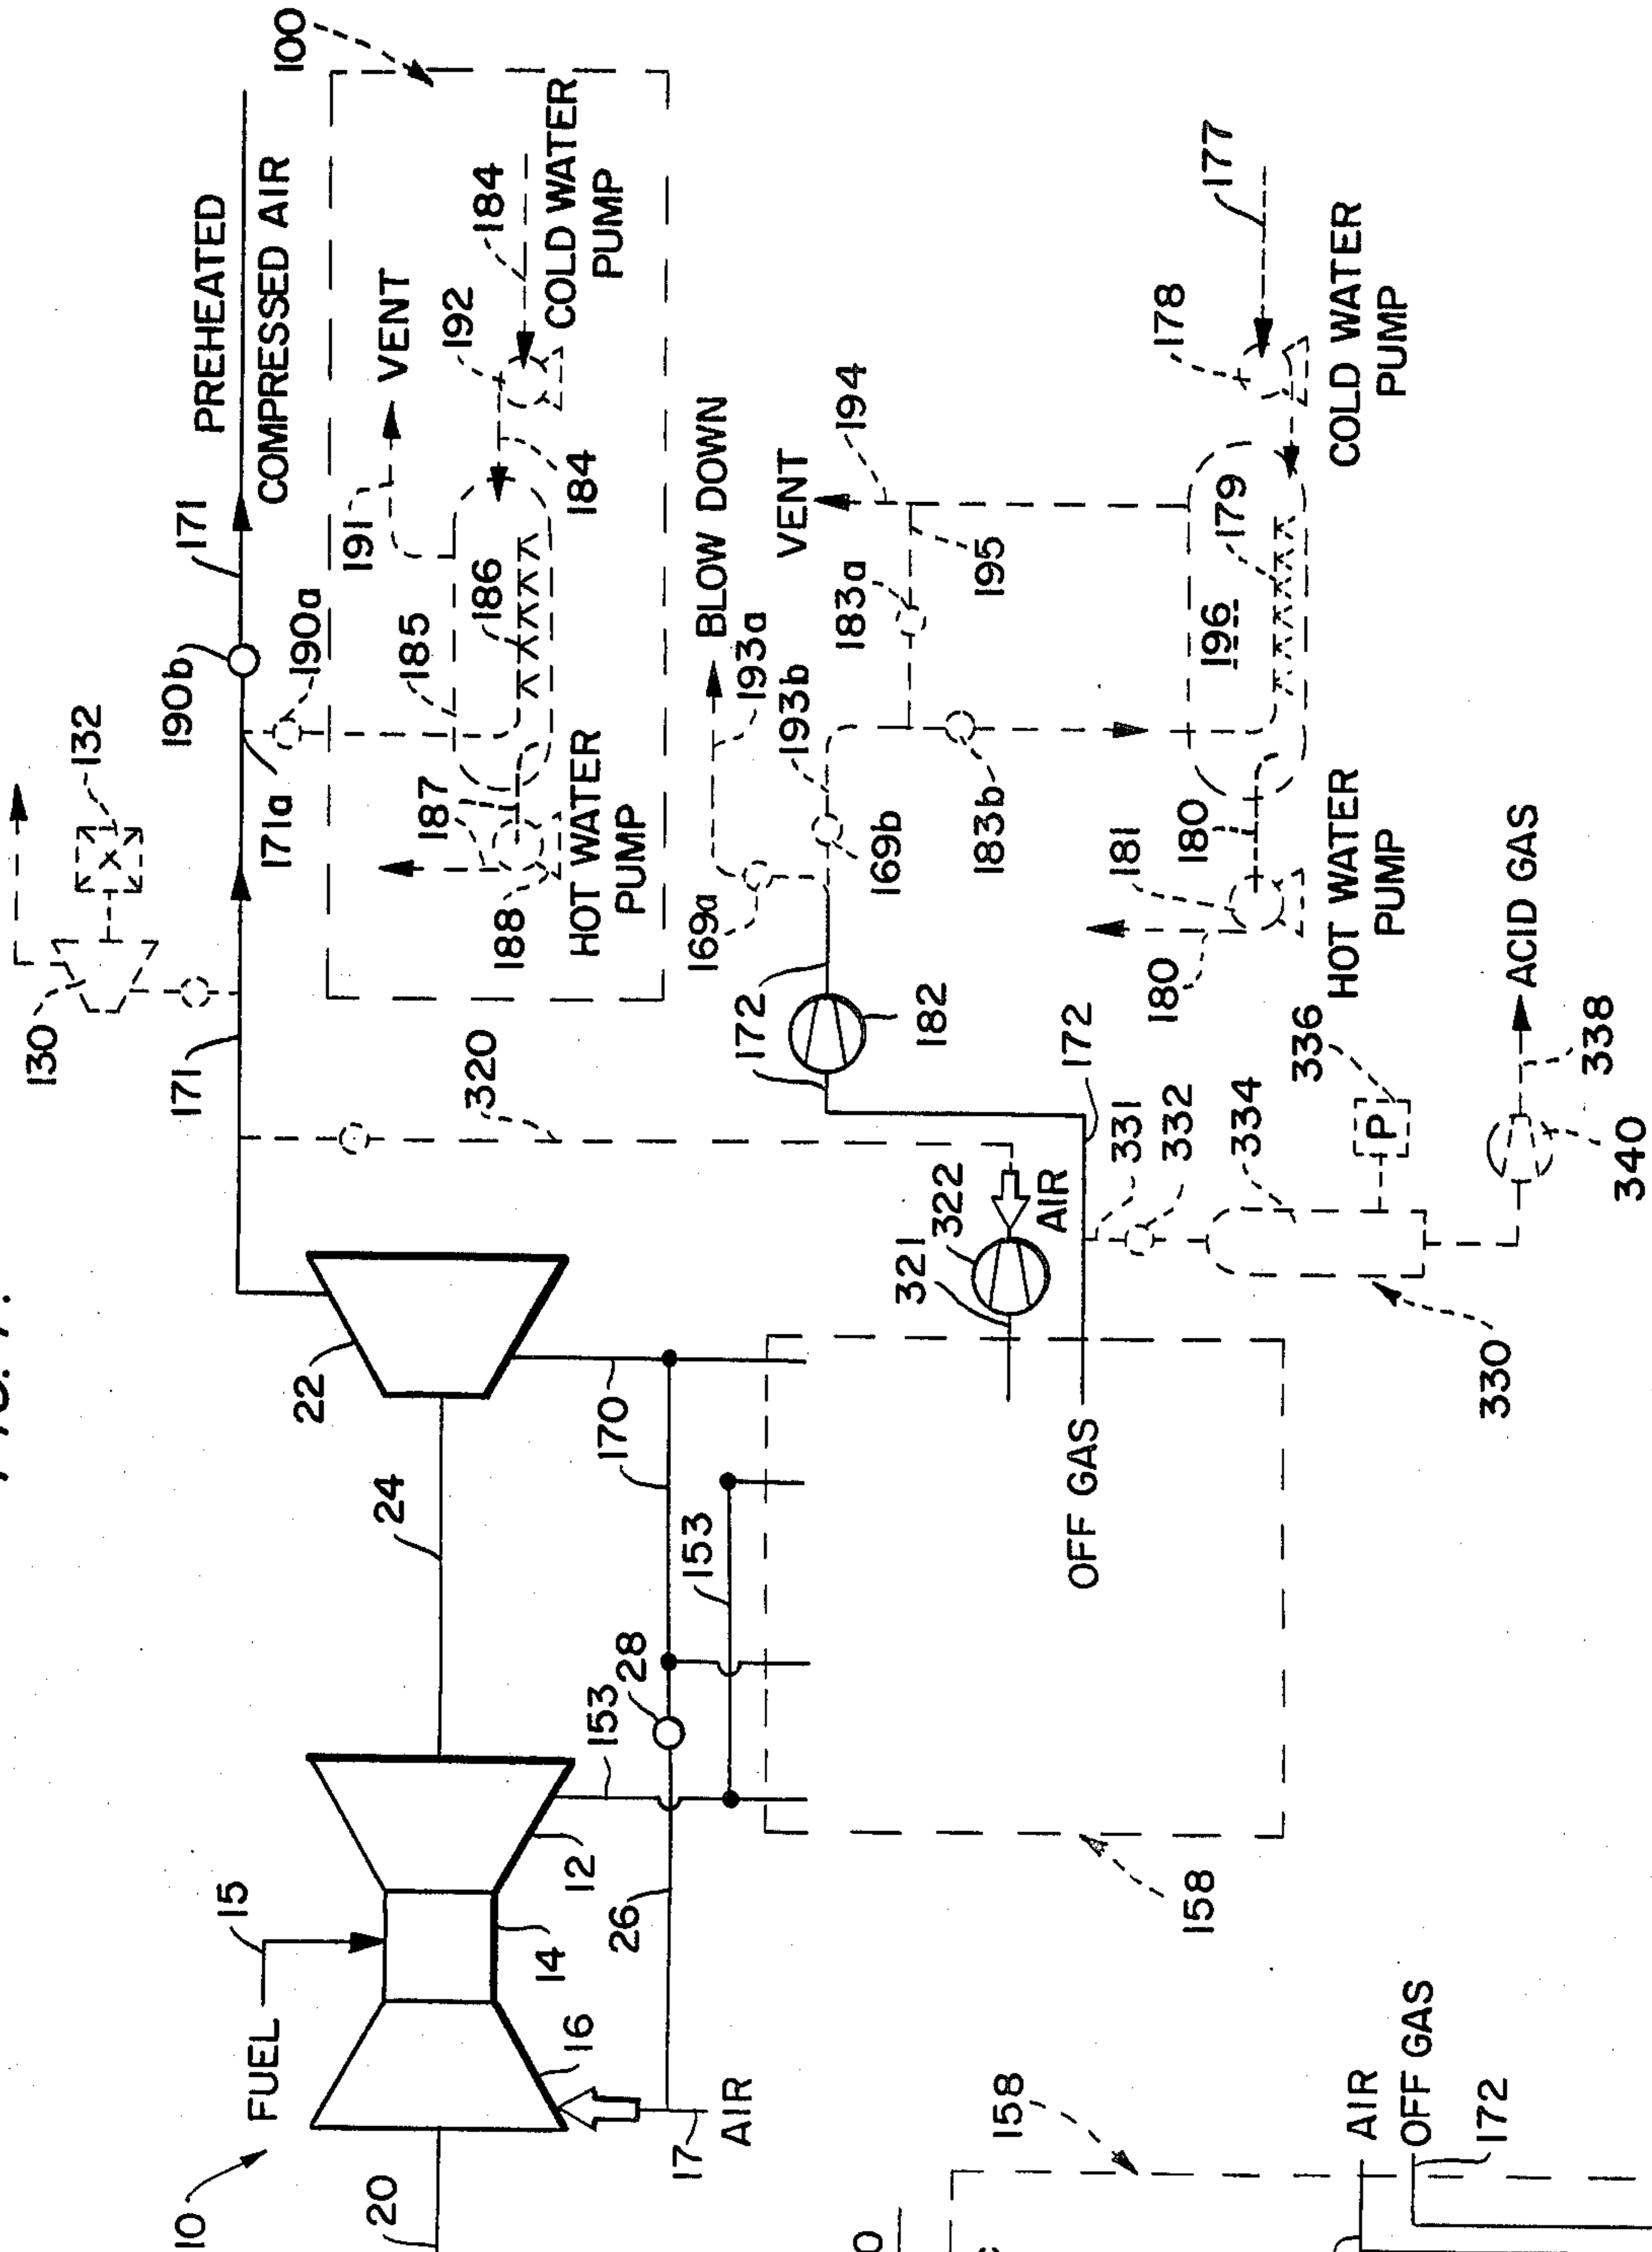 10
20
FUEL
15
16
14
12
17
AIR
26
28
153
153
24
22
170
171
130
132
171a
190b
190a
171
PREHEATED
COMPRESSED AIR
100
320
185
186
187
188
HOT WATER
PUMP
191
VENT
192
184
184
COLD WATER
PUMP
172
182
169a
169b
193a
193b
BLOW DOWN
VENT
194
183a
195
183b
196
179
178
177
COLD WATER
PUMP
180
181
180
HOT WATER
PUMP
321
322
AIR
172
331
332
334
336
P
330
340
338
ACID GAS
OFF GAS
158
158
AIR
OFF GAS
172